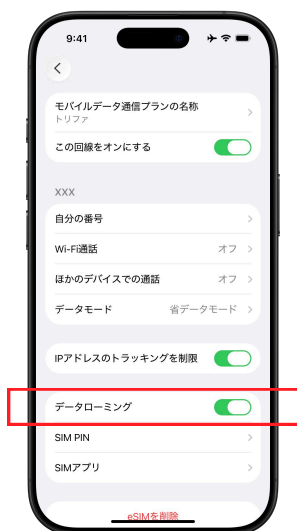 9:41
モバイルデータ通信プランの名称
トリファ
この回線をオンにする
XXX
自分の番号
Wi-Fi通話 オフ
ほかのデバイスでの通話 オフ
データモード 省データモード
IPアドレスのトラッキングを制限
データローミング
SIM PIN
SIMアプリ
eSIMを削除